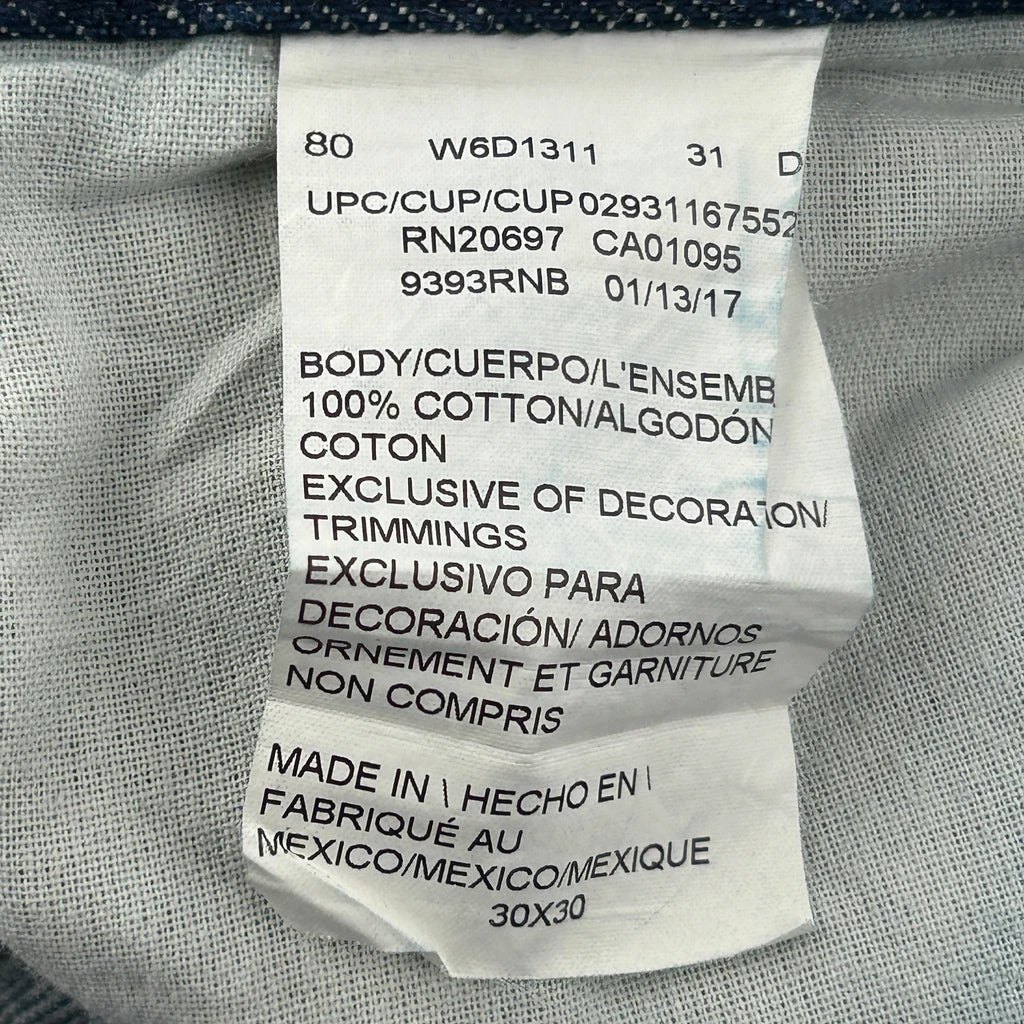 80 W6D1311 31 D
UPC/CUP/CUP 02931167552
RN20697 CA01095
9393RNB 01/13/17
BODY/CUERPO/L'ENSEMB
100% COTTON/ALGODÓN
COTON
EXCLUSIVE OF DECORATION/
TRIMMINGS
EXCLUSIVO PARA
DECORACIÓN/ ADORNOS
ORNEMENT ET GARNITURE
NON COMPRIS
MADE IN \ HECHO EN \
FABRIQUÉ AU
MEXICO/MEXICO/MEXIQUE
30X30